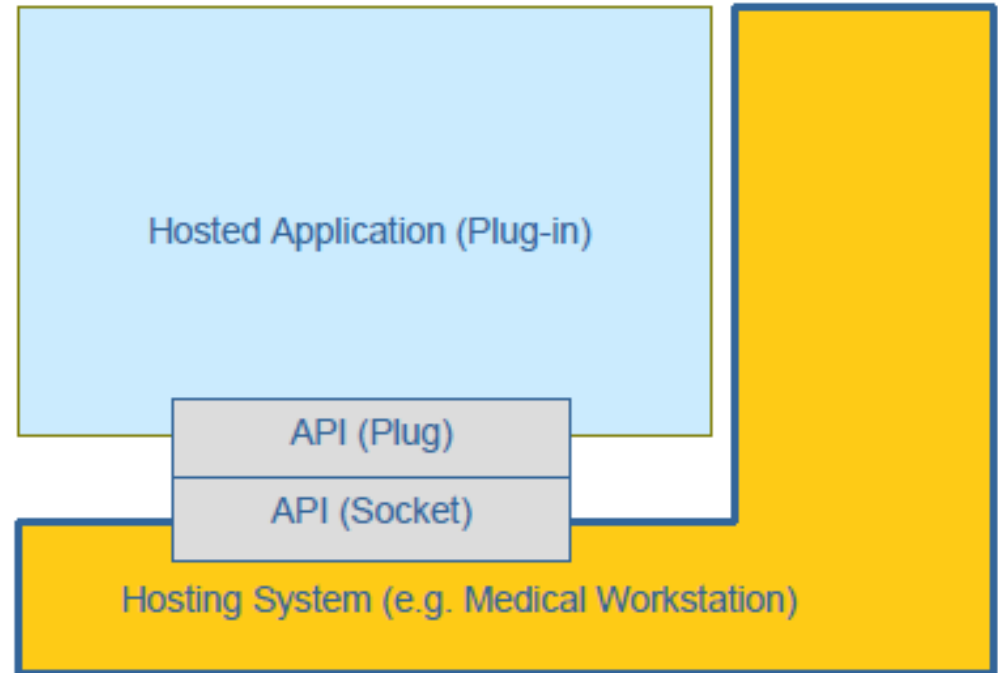 Hosted Application (Plug-in)
API (Plug)
API (Socket)
Hosting System (e.g. Medical Workstation)